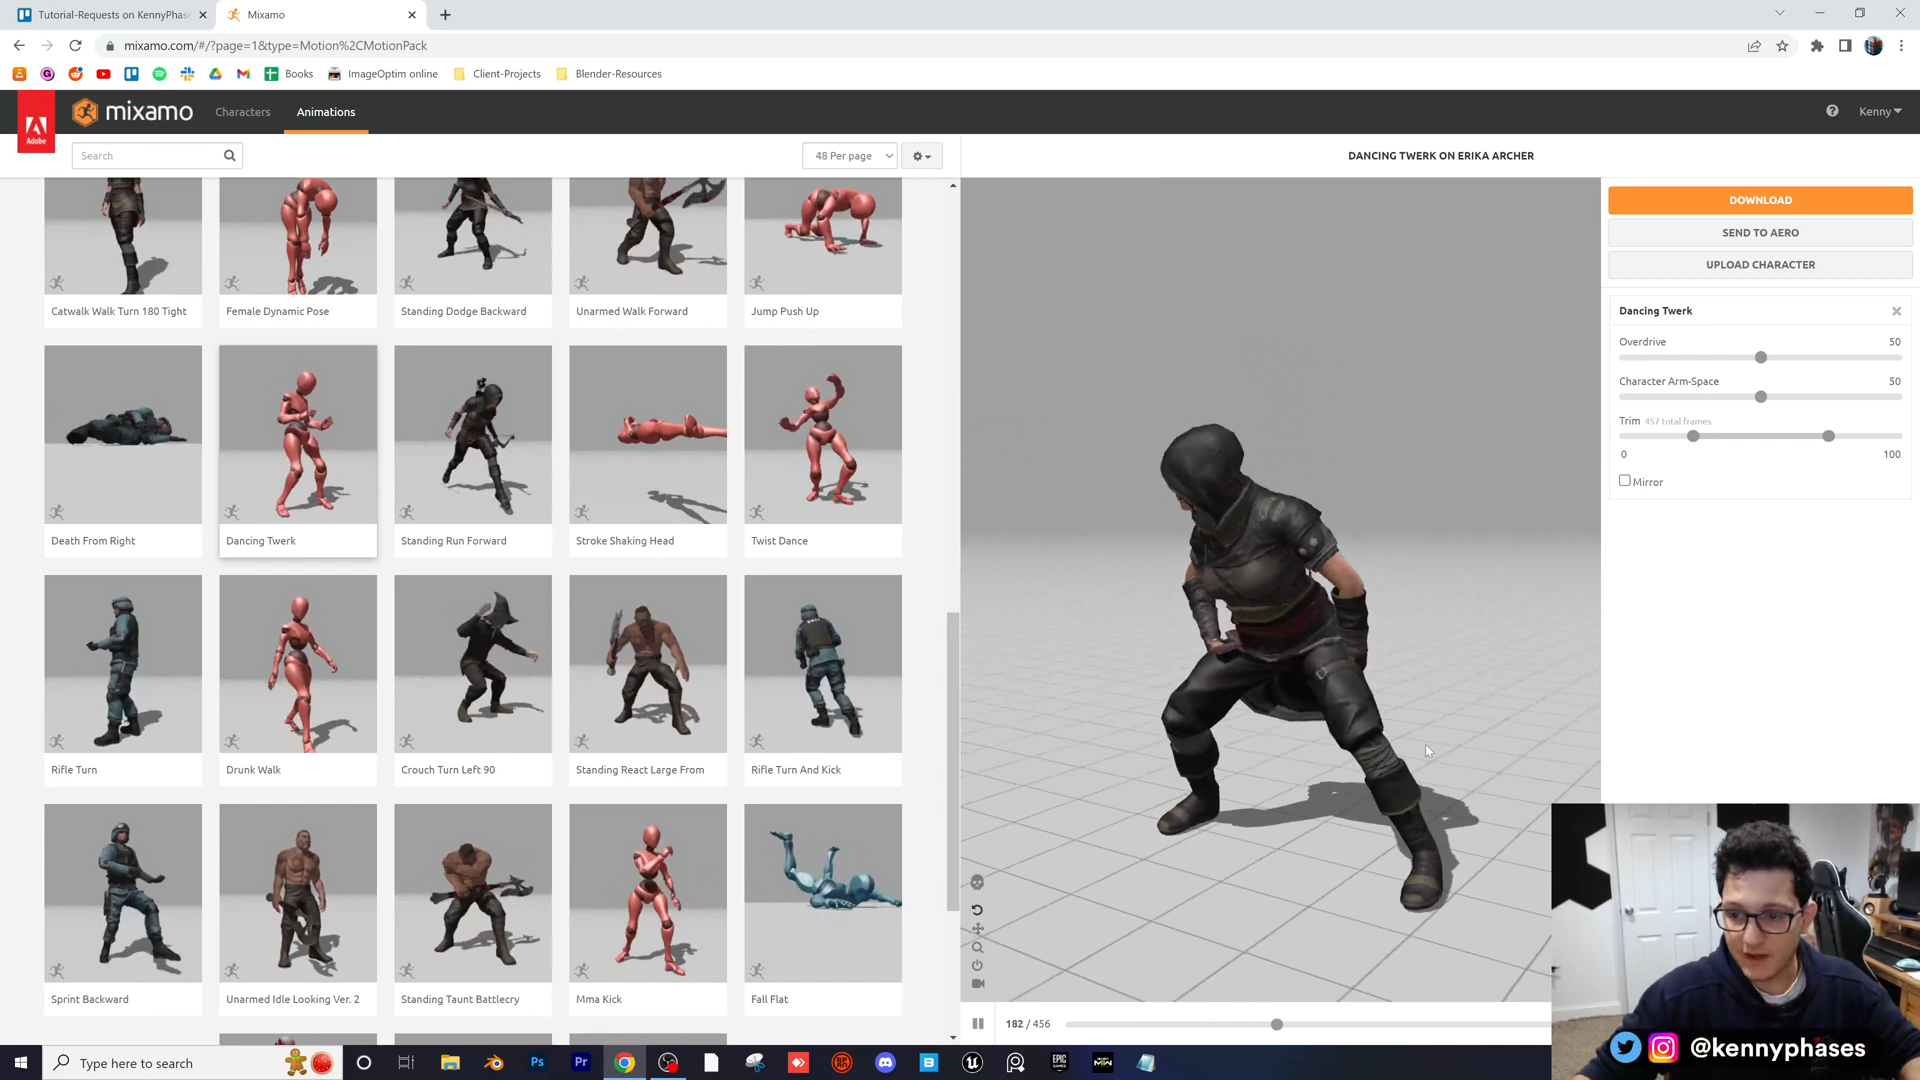 Tutorial-Requests on KennyPhase
Mixamo
mixamo.com/#/?page=1&type=Motion%2CMotionPack
Books
ImageOptim online
Client-Projects
Blender-Resources
Adobe
mixamo
Characters
Animations
Kenny
Search
48 Per page
DANCING TWERK ON ERIKA ARCHER
DOWNLOAD
SEND TO AERO
UPLOAD CHARACTER
Catwalk Walk Turn 180 Tight
Female Dynamic Pose
Standing Dodge Backward
Unarmed Walk Forward
Jump Push Up
Dancing Twerk
Overdrive 50
Character Arm-Space 50
Trim 457 total frames
0 100
Mirror
Death From Right
Dancing Twerk
Standing Run Forward
Stroke Shaking Head
Twist Dance
Rifle Turn
Drunk Walk
Crouch Turn Left 90
Standing React Large From
Rifle Turn And Kick
Sprint Backward
Unarmed Idle Looking Ver. 2
Standing Taunt Battlecry
Mma Kick
Fall Flat
182 / 456
@kennyphases
Type here to search
Ps
Pr